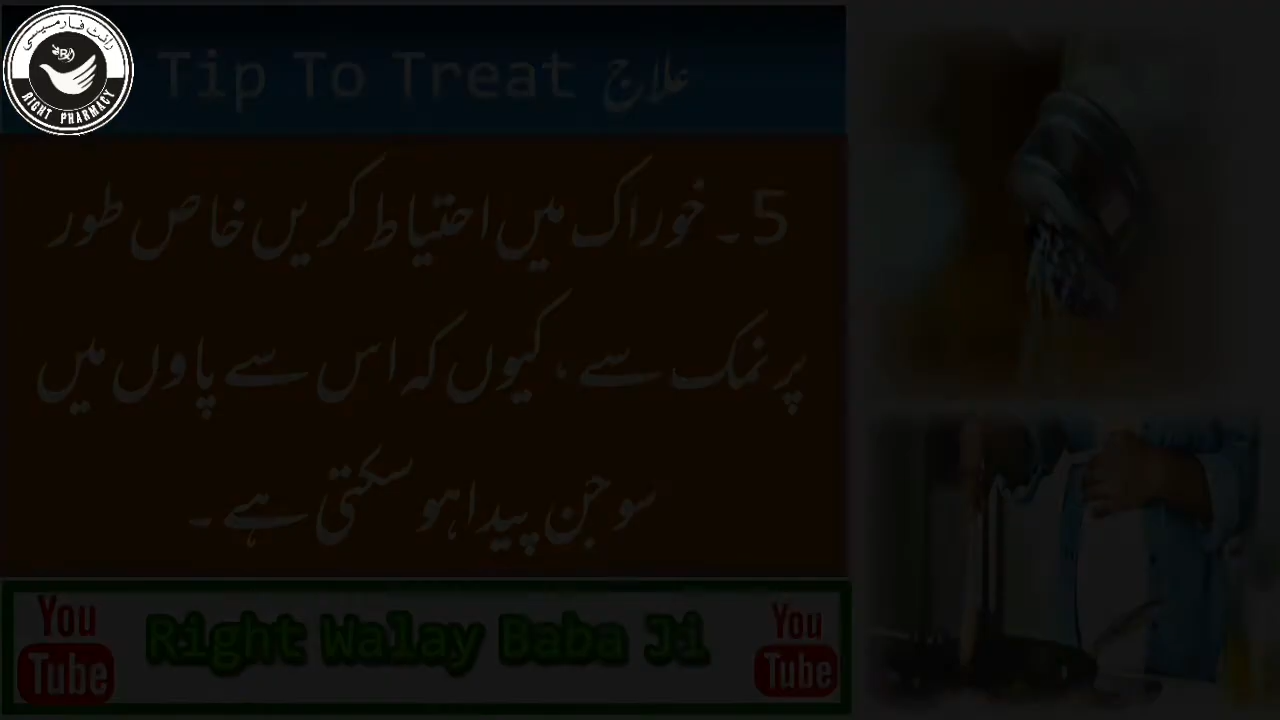 رائٹ فارمیسی
RIGHT PHARMACY
Tip To Treat علاج
5۔ خوراک میں احتیاط کریں خاص طور
پر نمک سے ، کیوں کہ اس سے پاوں میں
سوجن پیدا ہو سکتی ہے ۔
You Tube
Right Walay Baba Ji
You Tube